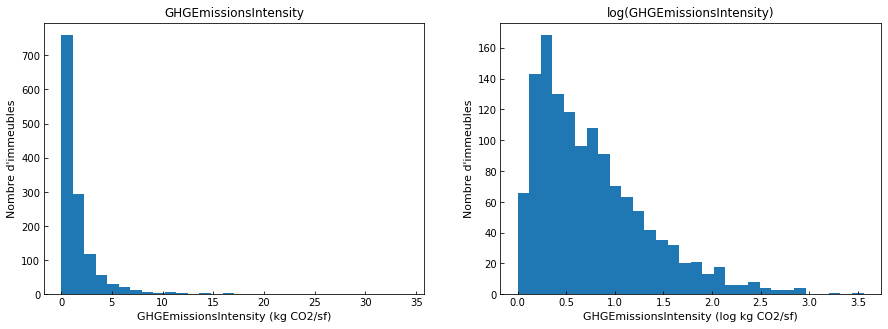 GHGEmissionsIntensity
700
600
500
400
300
200
100
0
Nombre d'immeubles
0 5 10 15 20 25 30 35
GHGEmissionsIntensity (kg CO2/sf)
log(GHGEmissionsIntensity)
160
140
120
100
80
60
40
20
0
Nombre d'immeubles
0.0 0.5 1.0 1.5 2.0 2.5 3.0 3.5
GHGEmissionsIntensity (log kg CO2/sf)